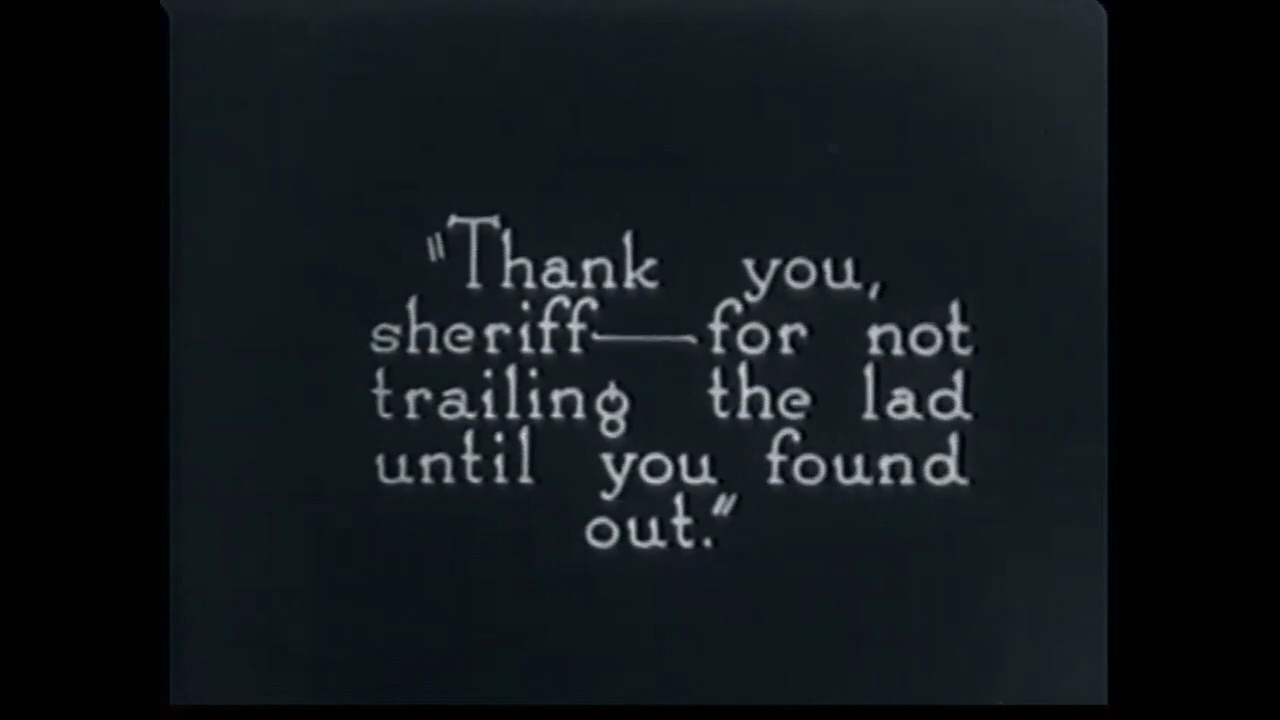 "Thank you,
sheriff—for not
trailing the lad
until you found
out."